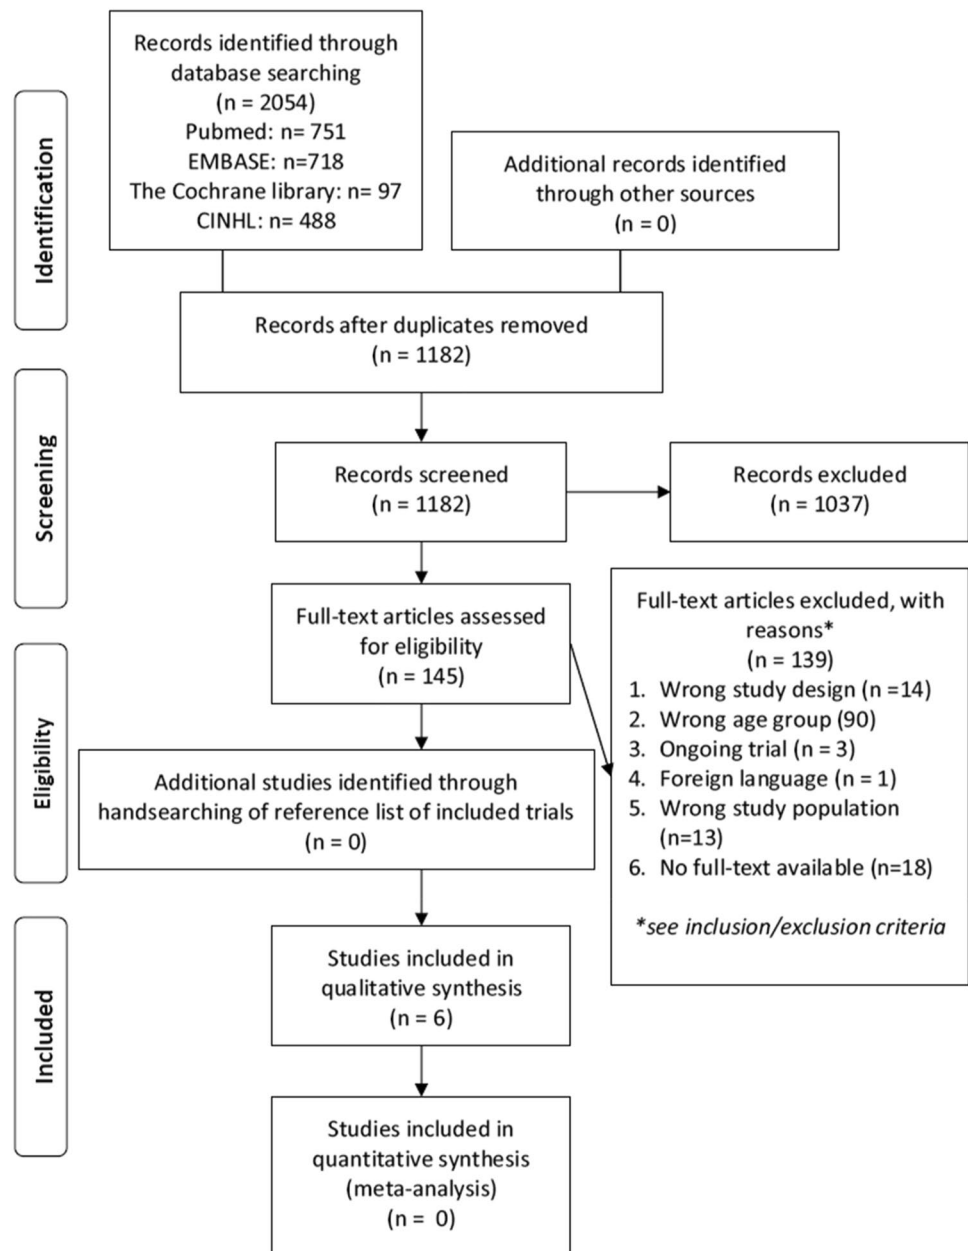 Identification
Records identified through
database searching
(n = 2054)
Pubmed: n= 751
EMBASE: n=718
The Cochrane library: n= 97
CINHL: n= 488
Additional records identified
through other sources
(n = 0)
Records after duplicates removed
(n = 1182)
Screening
Records screened
(n = 1182)
Records excluded
(n = 1037)
Eligibility
Full-text articles assessed
for eligibility
(n = 145)
Full-text articles excluded, with
reasons*
(n = 139)
1. Wrong study design (n =14)
2. Wrong age group (90)
3. Ongoing trial (n = 3)
4. Foreign language (n = 1)
5. Wrong study population
(n=13)
6. No full-text available (n=18)
*see inclusion/exclusion criteria
Additional studies identified through
handsearching of reference list of included trials
(n = 0)
Included
Studies included in
qualitative synthesis
(n = 6)
Studies included in
quantitative synthesis
(meta-analysis)
(n = 0)